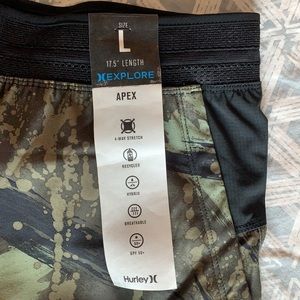 SIZE
L
17.5" LENGTH
EXPLORE
APEX
4-WAY STRETCH
RECYCLED
HYBRID
BREATHABLE
UPF 50+
Hurley